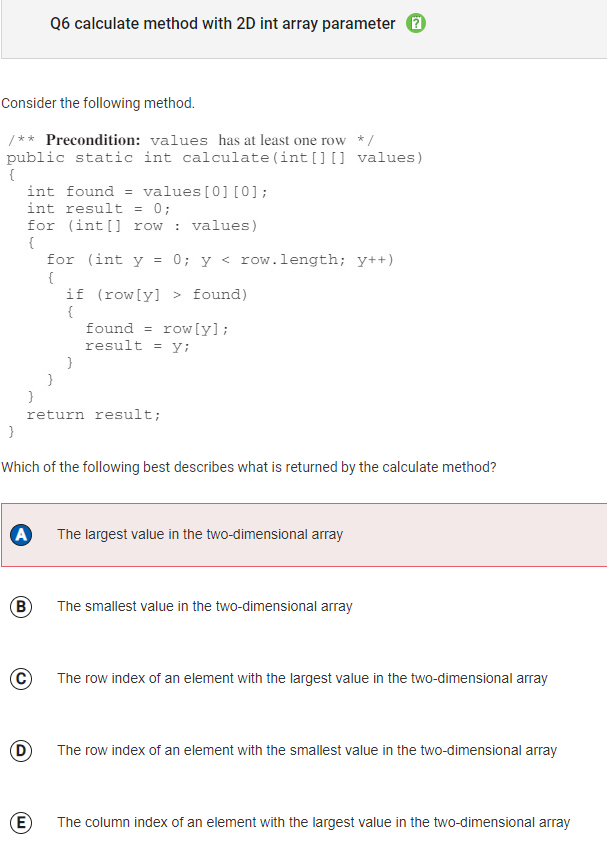 Q6 calculate method with 2D int array parameter
Consider the following method.
/** Precondition: values has at least one row */
public static int calculate(int[][] values)
{
int found = values[0][0];
int result = 0;
for (int[] row : values)
{
for (int y = 0; y < row.length; y++)
{
if (row[y] > found)
{
found = row[y];
result = y;
}
}
}
return result;
}
Which of the following best describes what is returned by the calculate method?
A The largest value in the two-dimensional array
B The smallest value in the two-dimensional array
C The row index of an element with the largest value in the two-dimensional array
D The row index of an element with the smallest value in the two-dimensional array
E The column index of an element with the largest value in the two-dimensional array